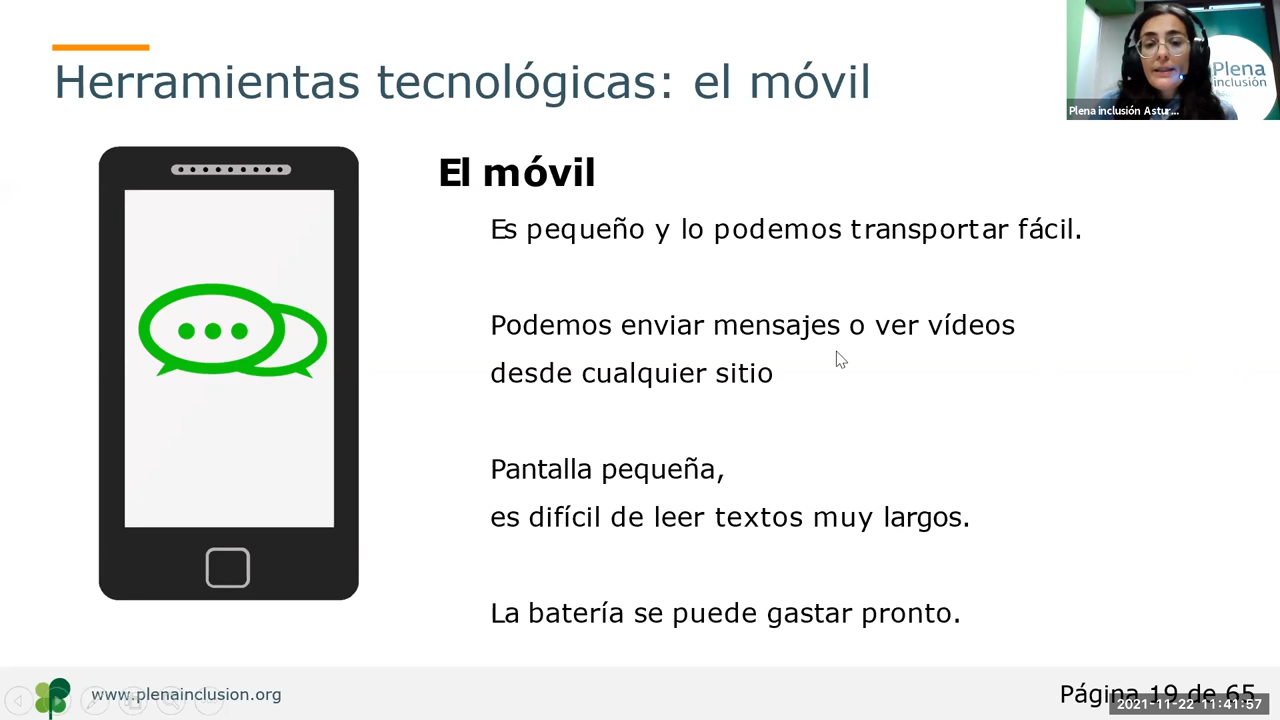 Herramientas tecnológicas: el móvil
Plena
inclusión
Plena inclusión Astur...
El móvil
Es pequeño y lo podemos transportar fácil.
Podemos enviar mensajes o ver vídeos
desde cualquier sitio
Pantalla pequeña,
es difícil de leer textos muy largos.
La batería se puede gastar pronto.
www.plenainclusion.org
Página 19 de 65
2021-11-22 11:41:57